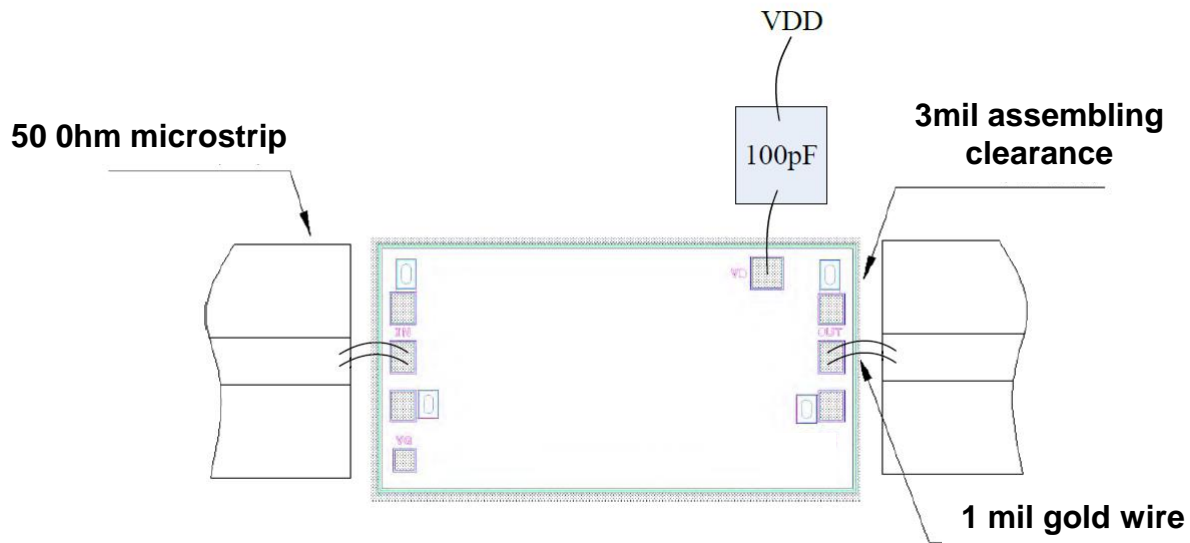 VDD
50 0hm microstrip
3mil assembling
clearance
100pF
VD
IN
OUT
VG
1 mil gold wire